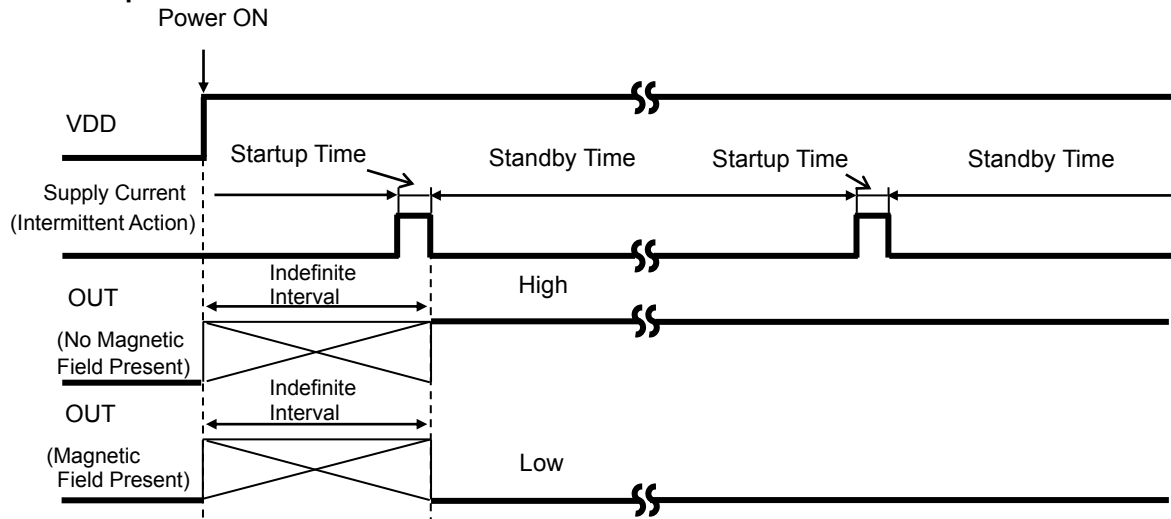 Power ON
VDD
Startup Time
Standby Time
Startup Time
Standby Time
Supply Current
(Intermittent Action)
Indefinite
Interval
High
OUT
(No Magnetic
Field Present)
Indefinite
Interval
OUT
Low
(Magnetic
Field Present)